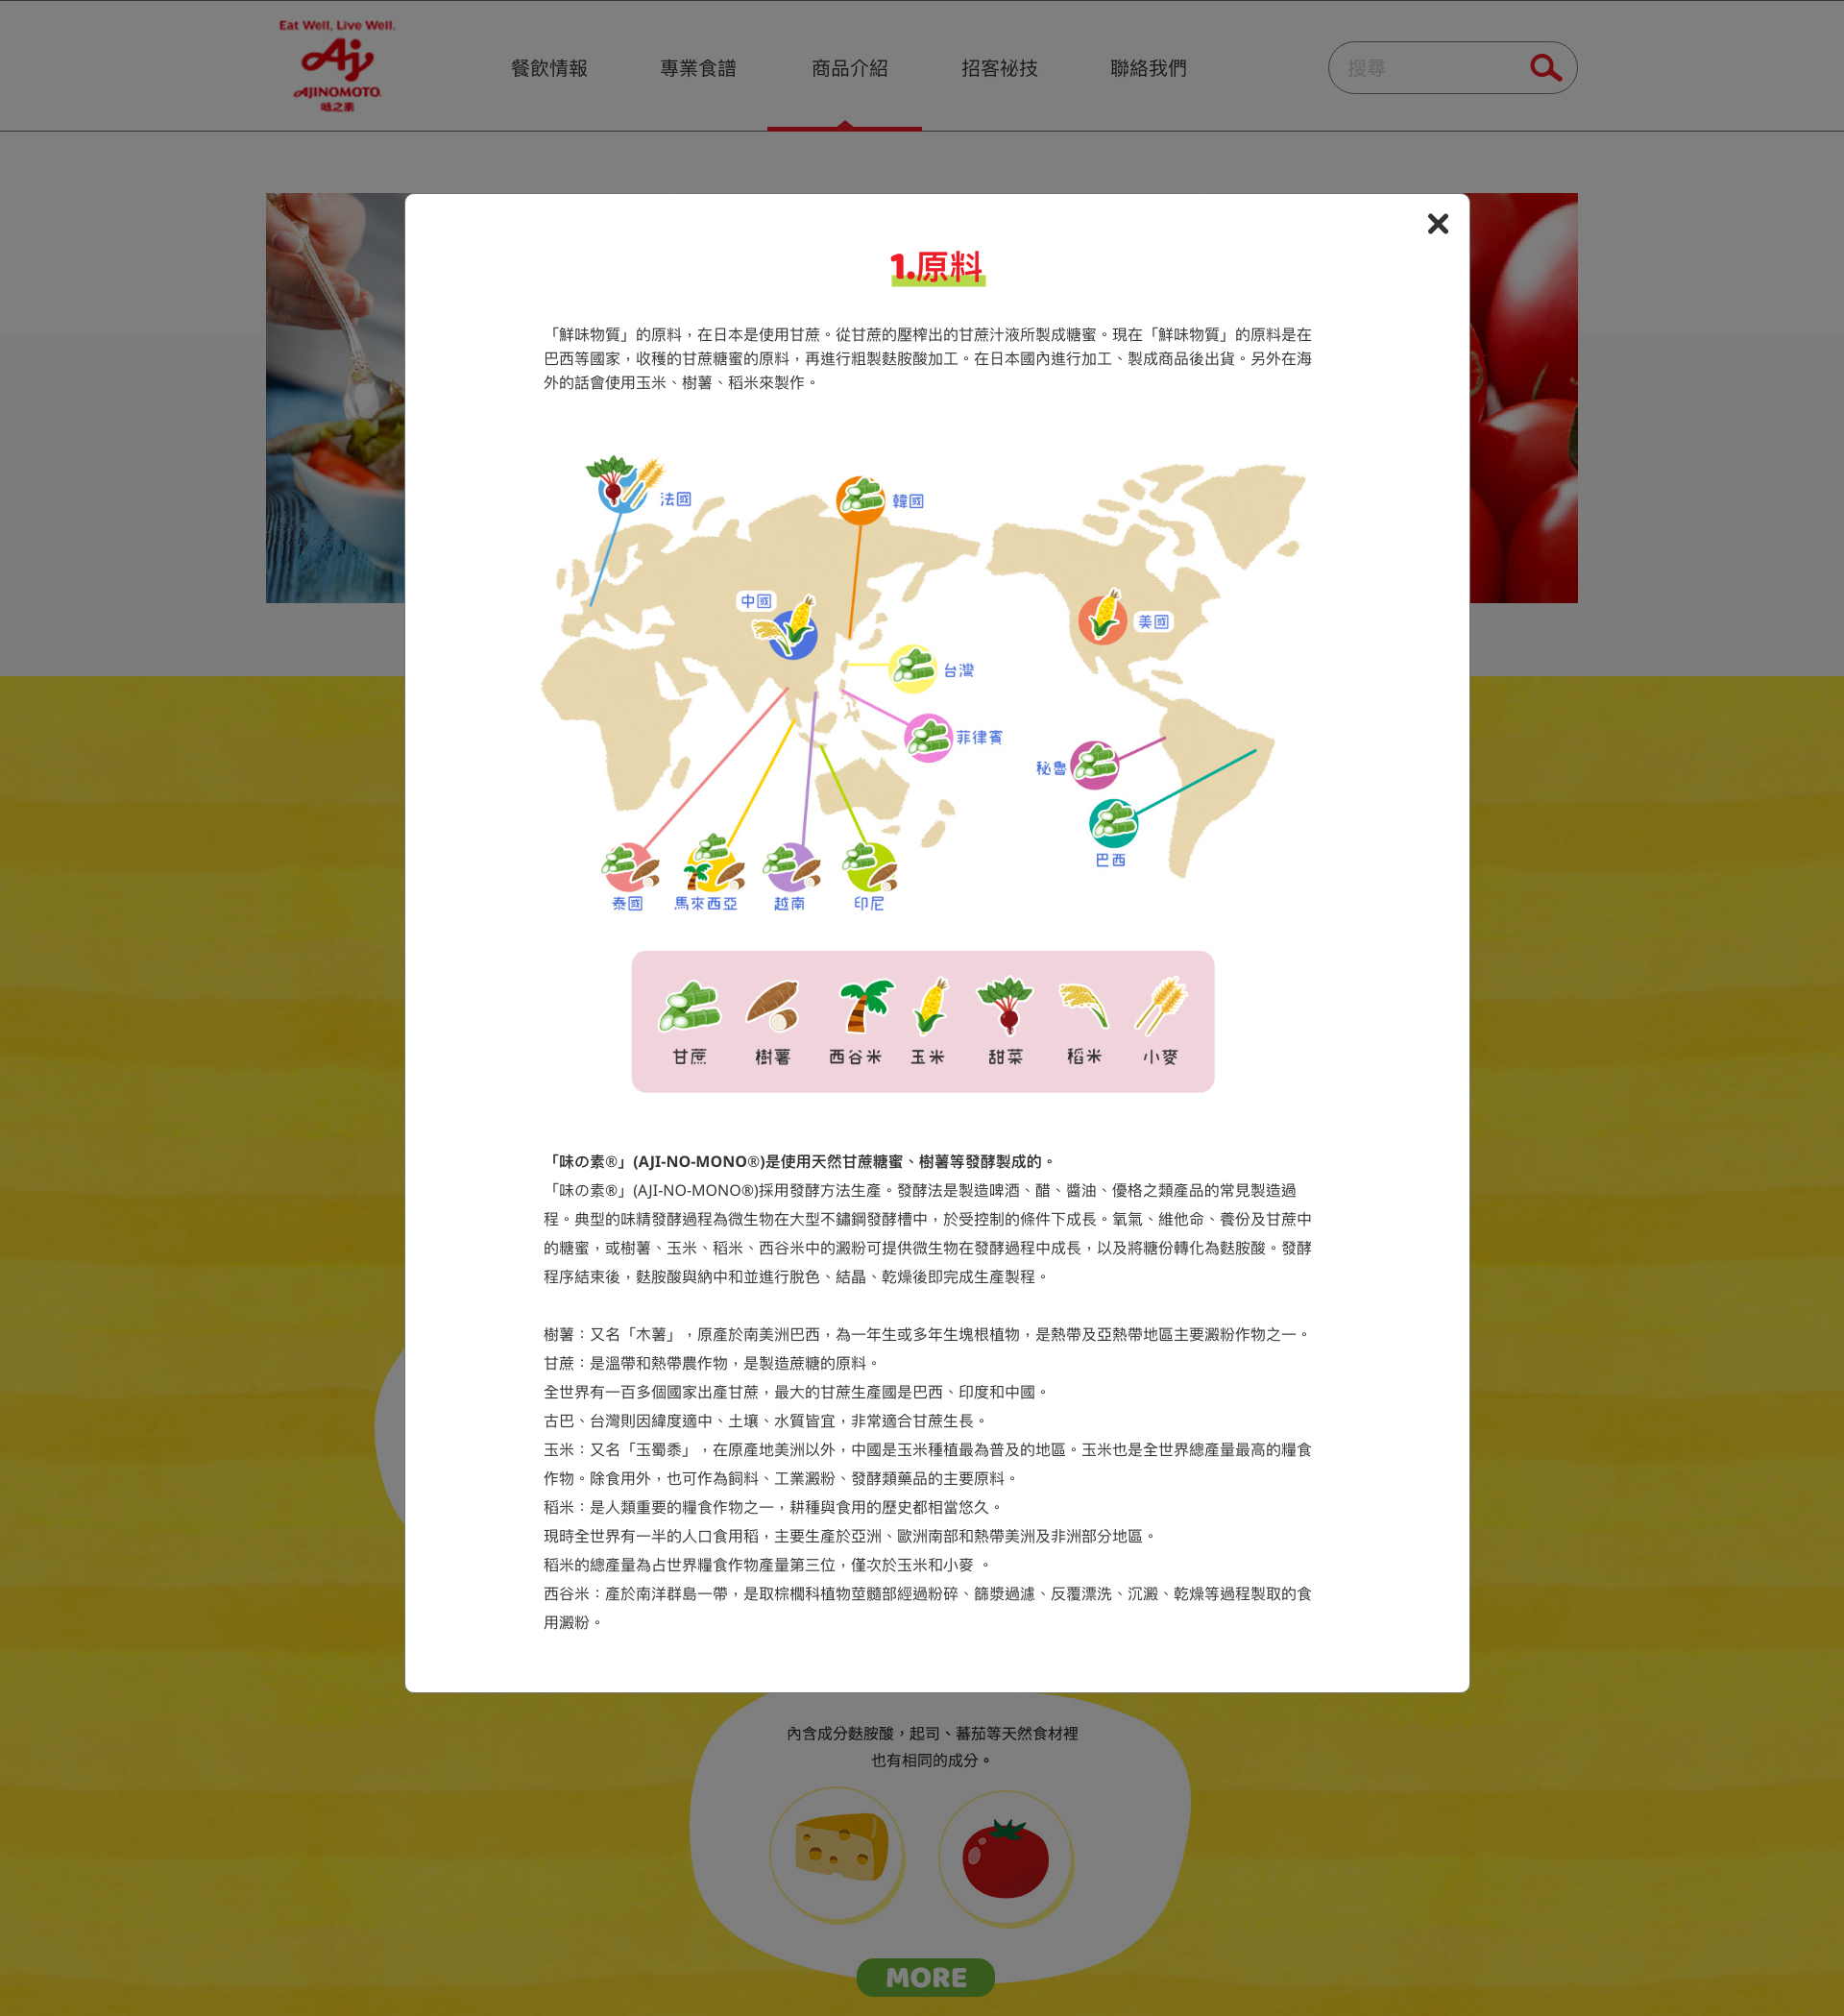 Eat Well, Live Well.
AJINOMOTO
味之素
餐飲情報
專業食譜
商品介紹
招客祕技
聯絡我們
搜尋
1.原料
「鮮味物質」的原料，在日本是使用甘蔗。從甘蔗的壓榨出的甘蔗汁液所製成糖蜜。現在「鮮味物質」的原料是在
巴西等國家，收穫的甘蔗糖蜜的原料，再進行粗製麩胺酸加工。在日本國內進行加工、製成商品後出貨。另外在海
外的話會使用玉米、樹薯、稻米來製作。
法國
韓國
中國
美國
台灣
菲律賓
秘魯
巴西
泰國
馬來西亞
越南
印尼
甘蔗
樹薯
西谷米
玉米
甜菜
稻米
小麥
「味の素®」(AJI-NO-MONO®)是使用天然甘蔗糖蜜、樹薯等發酵製成的。
「味の素®」(AJI-NO-MONO®)採用發酵方法生產。發酵法是製造啤酒、醋、醬油、優格之類產品的常見製造過
程。典型的味精發酵過程為微生物在大型不鏽鋼發酵槽中，於受控制的條件下成長。氧氣、維他命、養份及甘蔗中
的糖蜜，或樹薯、玉米、稻米、西谷米中的澱粉可提供微生物在發酵過程中成長，以及將糖份轉化為麩胺酸。發酵
程序結束後，麩胺酸與納中和並進行脫色、結晶、乾燥後即完成生產製程。
樹薯：又名「木薯」，原產於南美洲巴西，為一年生或多年生塊根植物，是熱帶及亞熱帶地區主要澱粉作物之一。
甘蔗：是溫帶和熱帶農作物，是製造蔗糖的原料。
全世界有一百多個國家出產甘蔗，最大的甘蔗生產國是巴西、印度和中國。
古巴、台灣則因緯度適中、土壤、水質皆宜，非常適合甘蔗生長。
玉米：又名「玉蜀黍」，在原產地美洲以外，中國是玉米種植最為普及的地區。玉米也是全世界總產量最高的糧食
作物。除食用外，也可作為飼料、工業澱粉、發酵類藥品的主要原料。
稻米：是人類重要的糧食作物之一，耕種與食用的歷史都相當悠久。
現時全世界有一半的人口食用稻，主要生產於亞洲、歐洲南部和熱帶美洲及非洲部分地區。
稻米的總產量為占世界糧食作物產量第三位，僅次於玉米和小麥 。
西谷米：產於南洋群島一帶，是取棕櫚科植物莖髓部經過粉碎、篩漿過濾、反覆漂洗、沉澱、乾燥等過程製取的食
用澱粉。
內含成分麩胺酸，起司、蕃茄等天然食材裡
也有相同的成分。
MORE